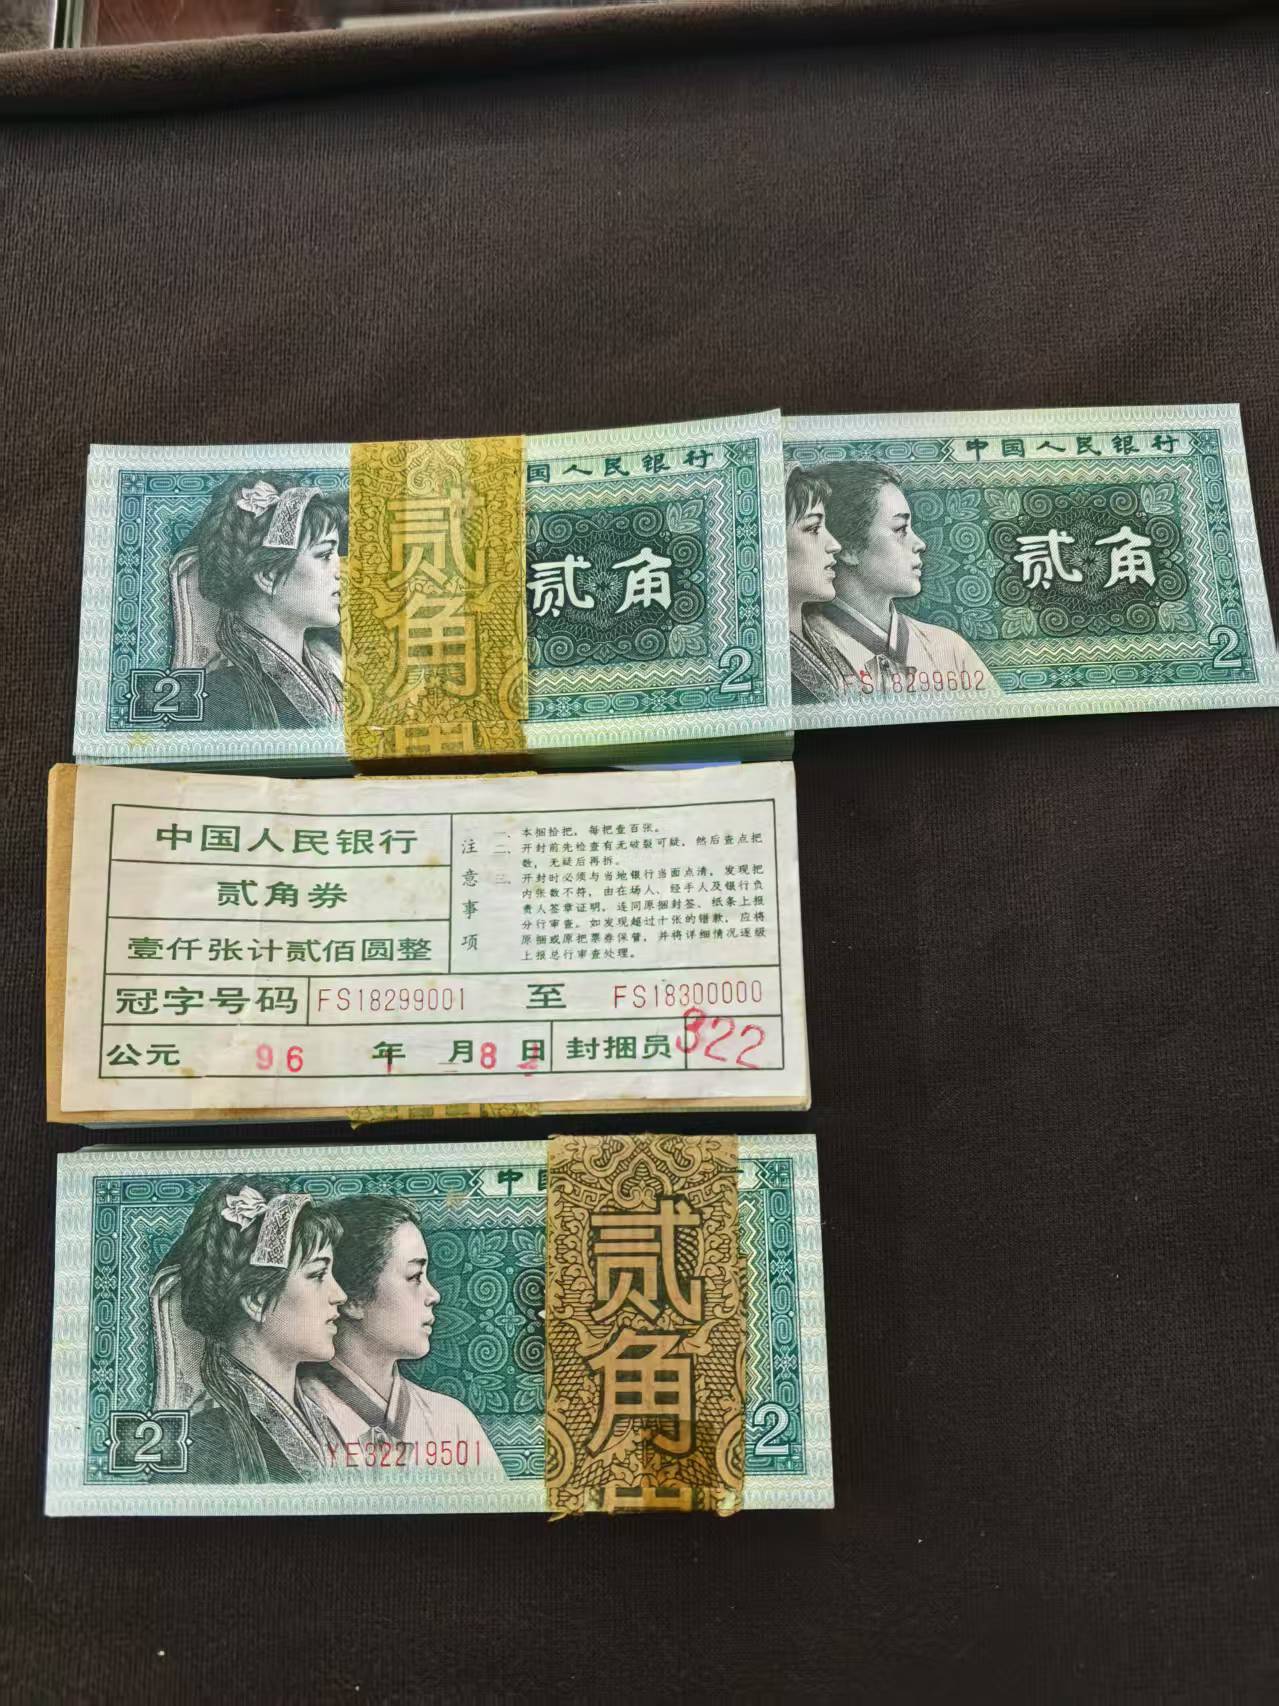 国人民银行
贰角
贰角
2
2
中国人民银行
贰角
FS18299602
2
中国人民银行
贰角券
壹仟张计贰佰圆整
注意事项
一、本捆拾把，每把壹百张。
二、开封前先检查有无破裂可疑，然后查点把
数，无疑后再拆。
三、开封时必须与当地银行当面点清，发现把
内张数不符，由在场人、经手人及银行负
责人签章证明，连同原捆封签、纸条上报
分行审查。如发现超过十张的错款，应将
原捆或原把票券保管，并将详细情况逐级
上报总行审查处理。
冠字号码 FS18299001 至 FS18300000
公元 96 年 月8 日 封捆员 322
中国
贰角
2
YE32219501
2